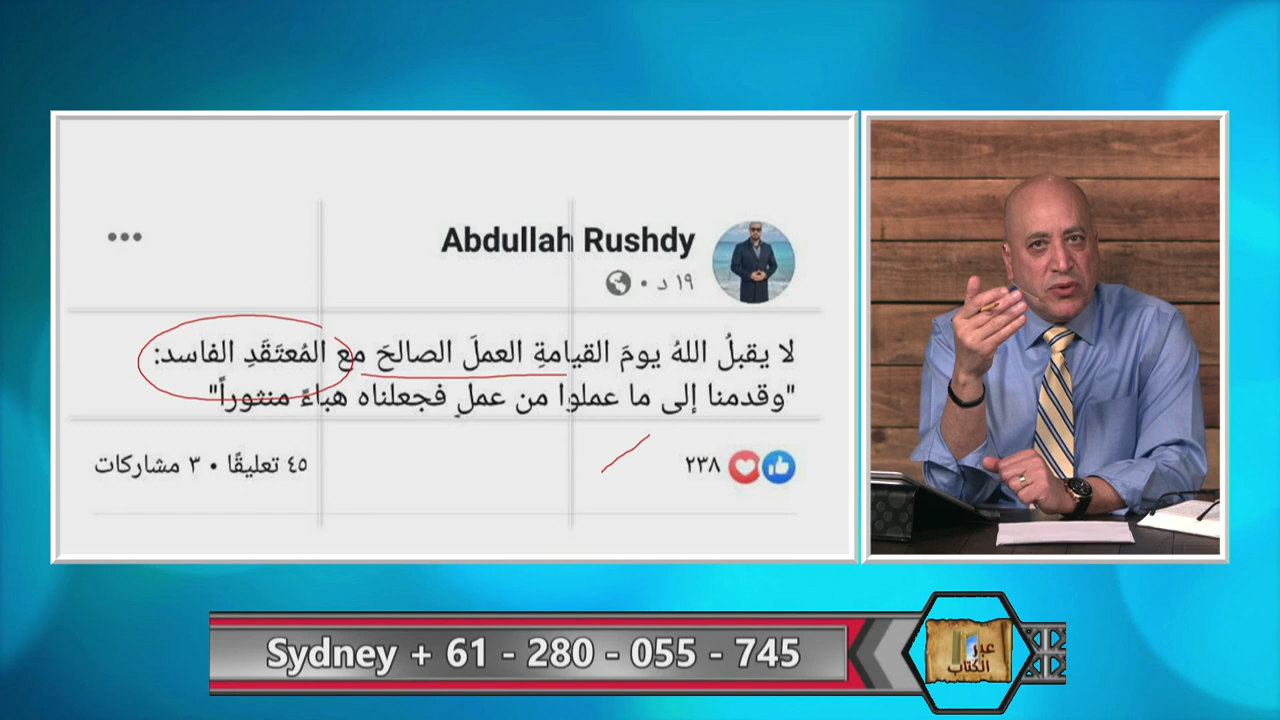 Abdullah Rushdy
١٩ د •
لا يقبلُ اللهُ يومَ القيامةِ العملَ الصالحَ مع المُعتَقَدِ الفاسد:
"وقدمنا إلى ما عملوا من عملٍ فجعلناه هباءً منثوراً"
٢٣٨
٤٥ تعليقًا • ٣ مشاركات
Sydney + 61 - 280 - 055 - 745
عبر
الكتاب